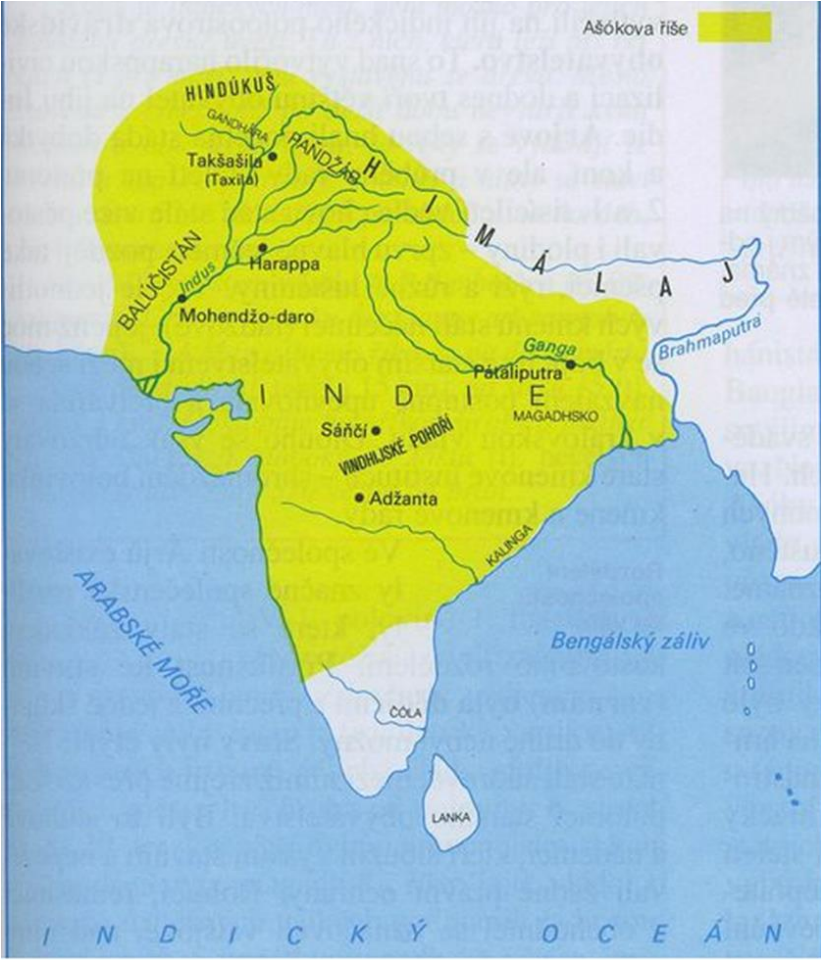 Ašókova říše
HINDÚKUŠ
GANDHÁRA
PAŇDŽÁB
Takšašila
(Taxila)
H I M Á L A J
BALÚČISTÁN
Indus
Harappa
Mohendžo-daro
Brahmaputra
Ganga
Pátaliputra
I N D I E
MAGADHSKO
Sáňčí
VINDHIJSKÉ POHOŘÍ
Adžanta
KALINGA
ARABSKÉ MOŘE
Bengálský záliv
ČÓLA
LANKA
I N D I C K Ý O C E Á N